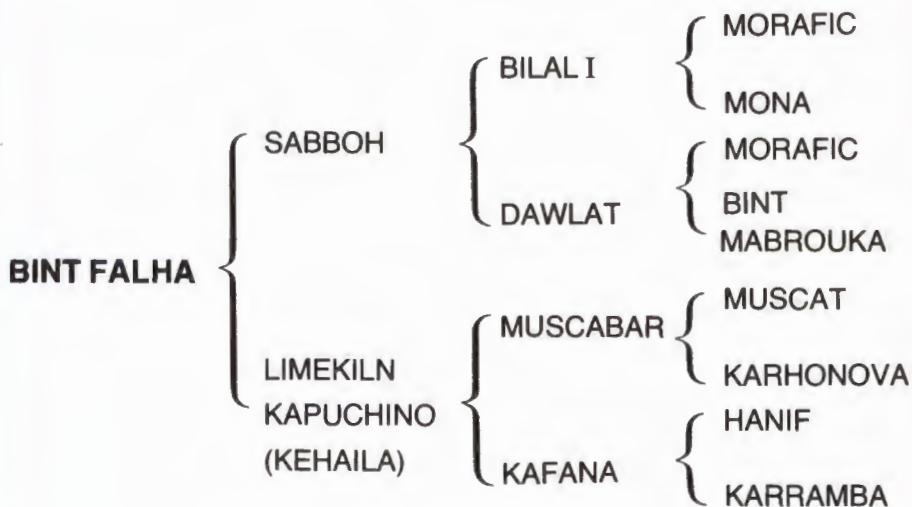 BINT FALHA
SABBOH
LIMEKILN
KAPUCHINO
(KEHAILA)
BILAL I
DAWLAT
MUSCABAR
KAFANA
MORAFIC
MONA
MORAFIC
BINT
MABROUKA
MUSCAT
KARHONOVA
HANIF
KARRAMBA